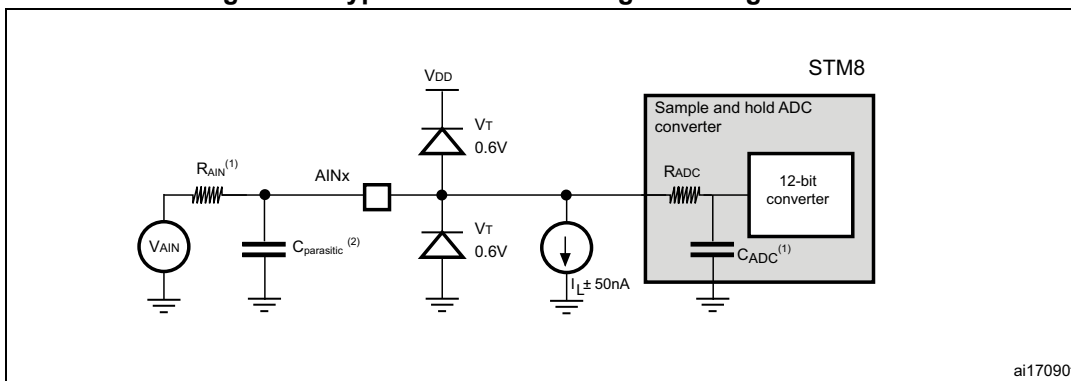 STM8
VDD
Sample and hold ADC
converter
VT
0.6V
RAIN(1)
AINx
RADC
12-bit
converter
VAIN
Cparasitic (2)
VT
0.6V
CADC(1)
IL± 50nA